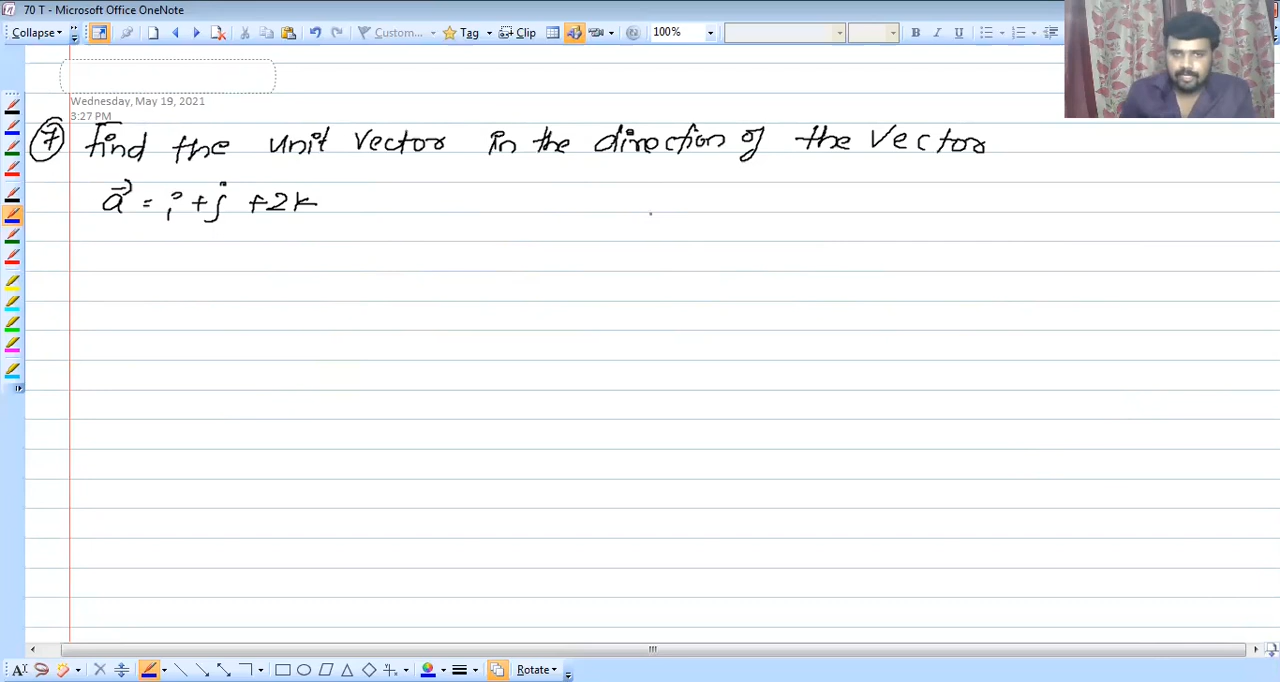 70 T - Microsoft Office OneNote
Collapse Custom... Tag Clip 100% B I U
Wednesday, May 19, 2021
3:27 PM
7 Find the unit vector in the direction of the vector
a⃗ = i + j + 2k
Rotate